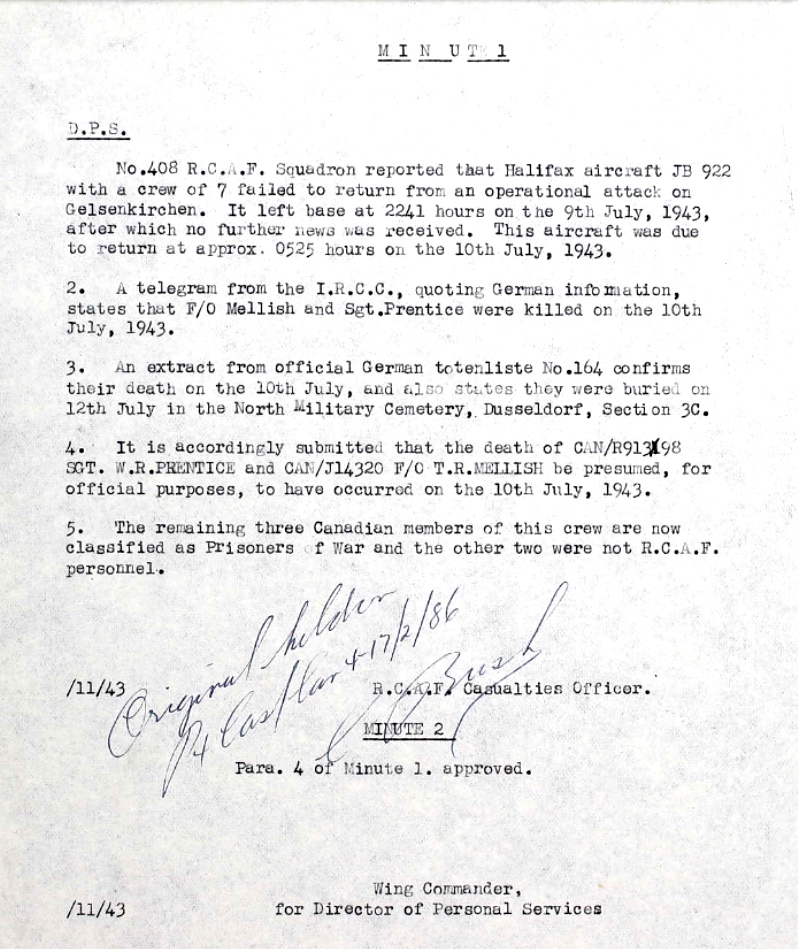 MINUTE 1
D.P.S.
No.408 R.C.A.F. Squadron reported that Halifax aircraft JB 922
with a crew of 7 failed to return from an operational attack on
Gelsenkirchen. It left base at 2241 hours on the 9th July, 1943,
after which no further news was received. This aircraft was due
to return at approx. 0525 hours on the 10th July, 1943.
2. A telegram from the I.R.C.C., quoting German information,
states that F/O Mellish and Sgt.Prentice were killed on the 10th
July, 1943.
3. An extract from official German totenliste No.164 confirms
their death on the 10th July, and also states they were buried on
12th July in the North Military Cemetery, Dusseldorf, Section 3C.
4. It is accordingly submitted that the death of CAN/R913198
SGT. W.R.PRENTICE and CAN/J14320 F/O T.R.MELLISH be presumed, for
official purposes, to have occurred on the 10th July, 1943.
5. The remaining three Canadian members of this crew are now
classified as Prisoners of War and the other two were not R.C.A.F.
personnel.
Original
17/2/86
/11/43 R.C.A.F. Casualties Officer.
MINUTE 2
Para. 4 of Minute 1. approved.
Wing Commander,
/11/43 for Director of Personal Services